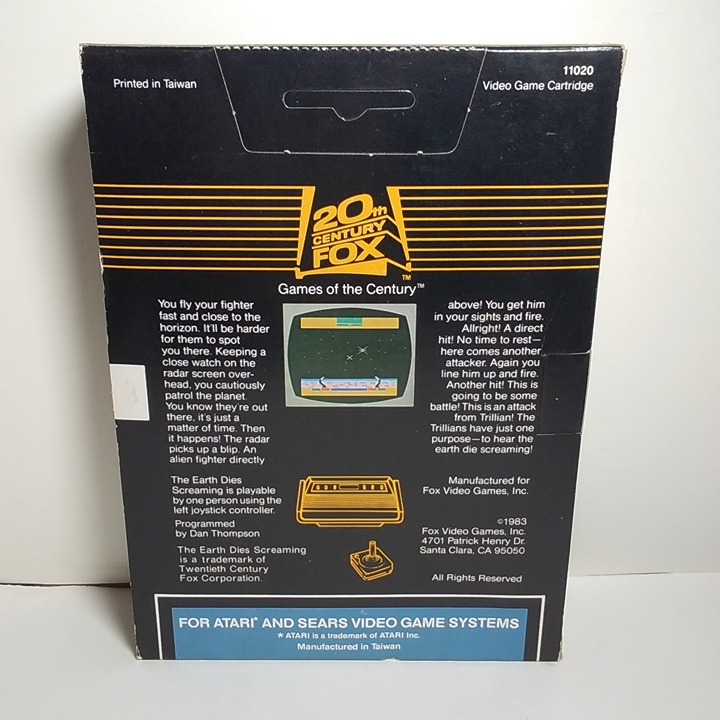 Printed in Taiwan
11020
Video Game Cartridge
20th
CENTURY
FOX
TM
Games of the Century™
You fly your fighter
fast and close to the
horizon. It'll be harder
for them to spot
you there. Keeping a
close watch on the
radar screen over-
head, you cautiously
patrol the planet.
You know they're out
there, it's just a
matter of time. Then
it happens! The radar
picks up a blip. An
alien fighter directly
above! You get him
in your sights and fire.
Allright! A direct
hit! No time to rest—
here comes another
attacker. Again you
line him up and fire.
Another hit! This is
going to be some
battle! This is an attack
from Trillian! The
Trillians have just one
purpose—to hear the
earth die screaming!
The Earth Dies
Screaming is playable
by one person using the
left joystick controller.
Programmed
by Dan Thompson
The Earth Dies Screaming
is a trademark of
Twentieth Century
Fox Corporation.
Manufactured for
Fox Video Games, Inc.
©1983
Fox Video Games, Inc.
4701 Patrick Henry Dr.
Santa Clara, CA 95050
All Rights Reserved
FOR ATARI* AND SEARS VIDEO GAME SYSTEMS
* ATARI is a trademark of ATARI Inc.
Manufactured in Taiwan